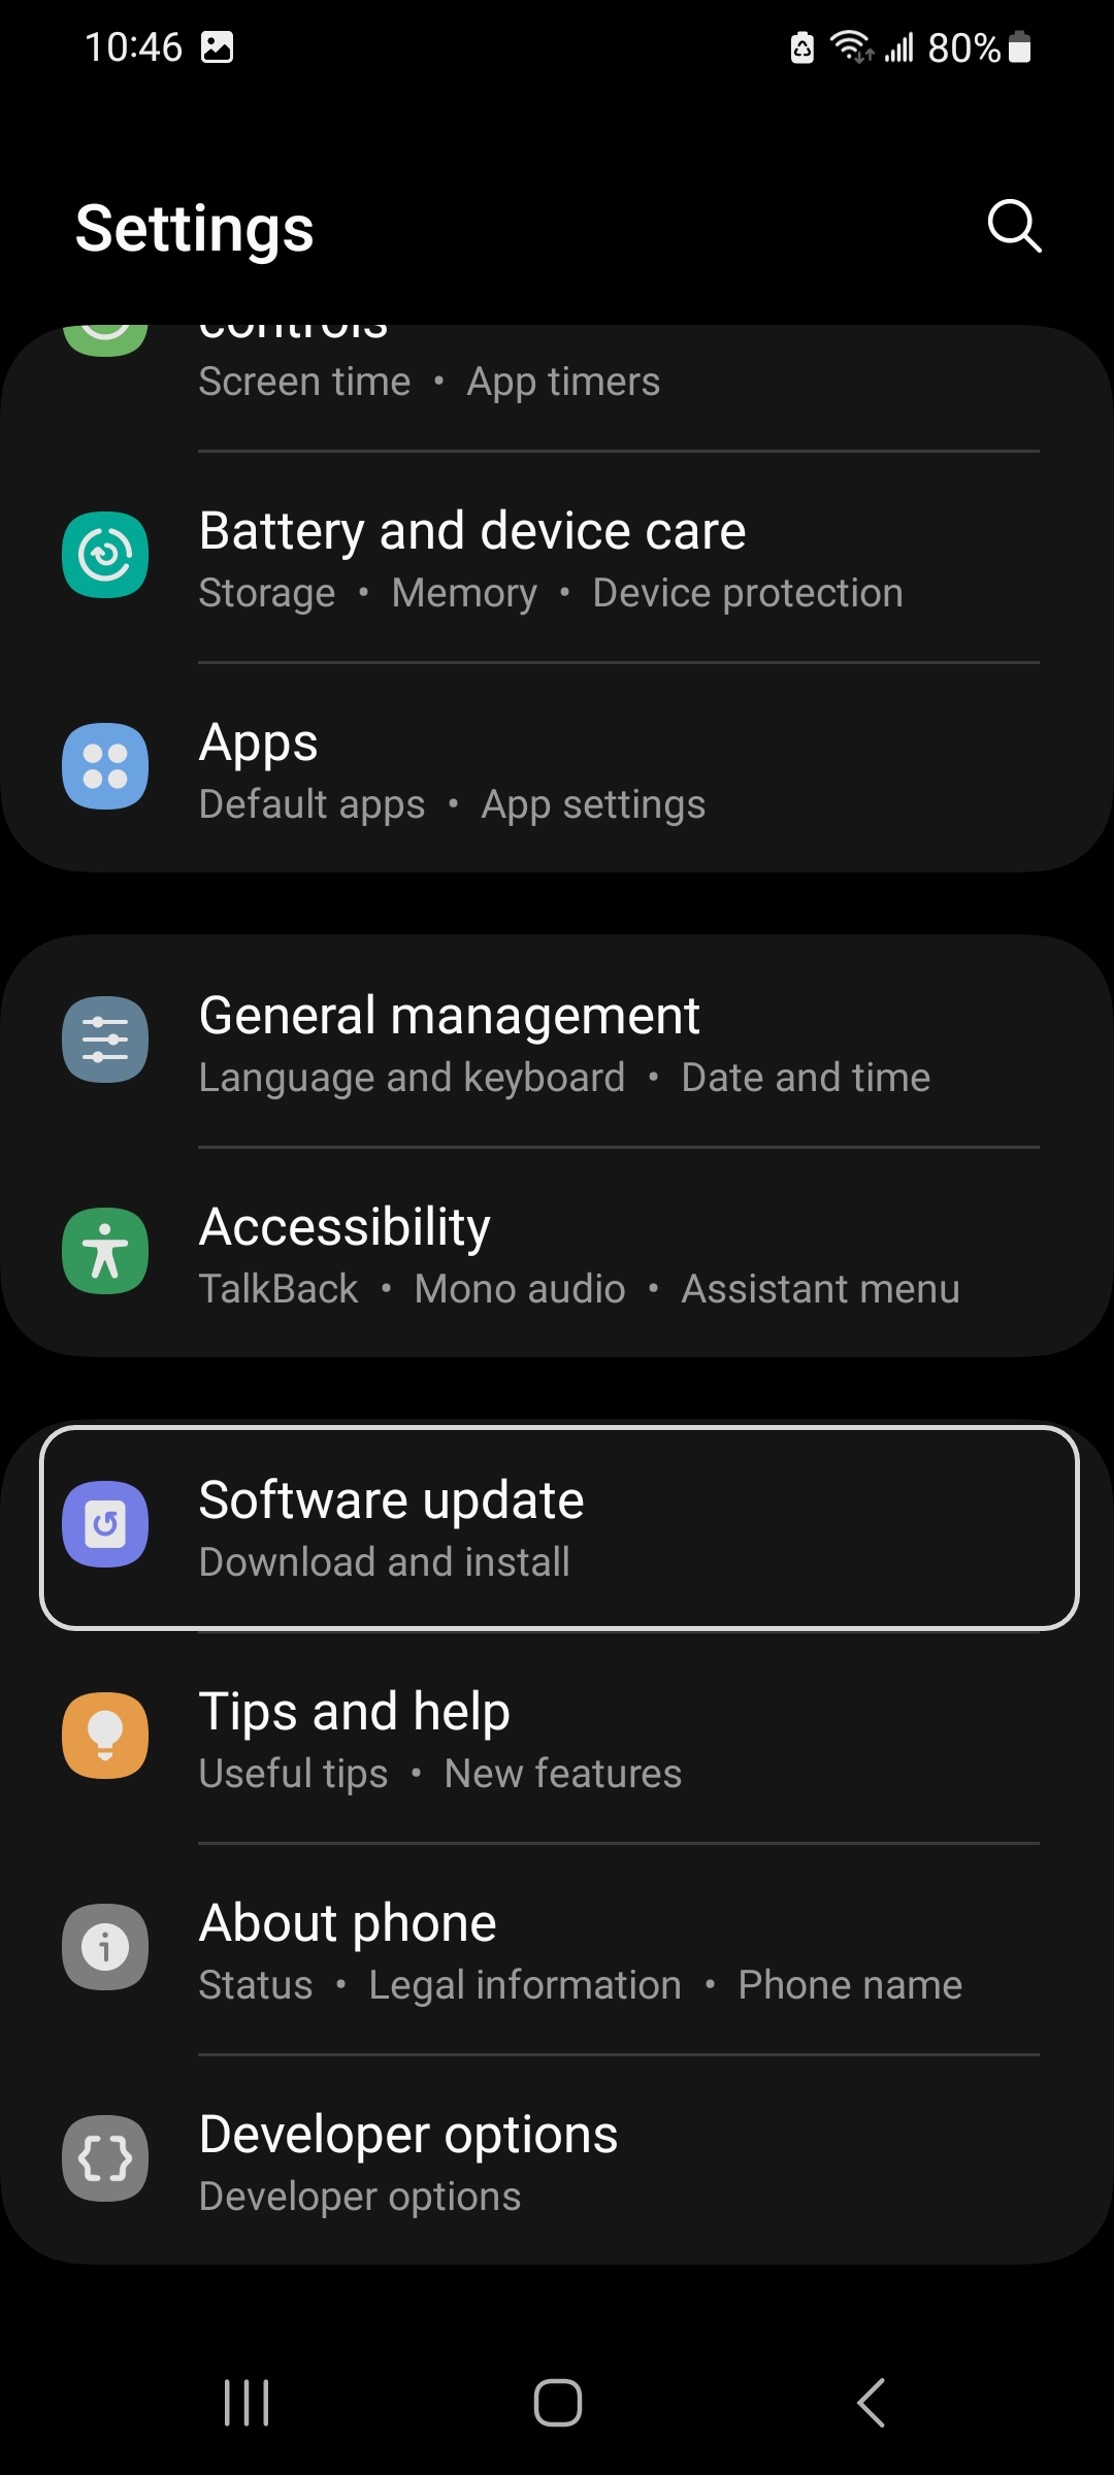 10:46
80%
Settings
controls
Screen time • App timers
Battery and device care
Storage • Memory • Device protection
Apps
Default apps • App settings
General management
Language and keyboard • Date and time
Accessibility
TalkBack • Mono audio • Assistant menu
Software update
Download and install
Tips and help
Useful tips • New features
About phone
Status • Legal information • Phone name
Developer options
Developer options